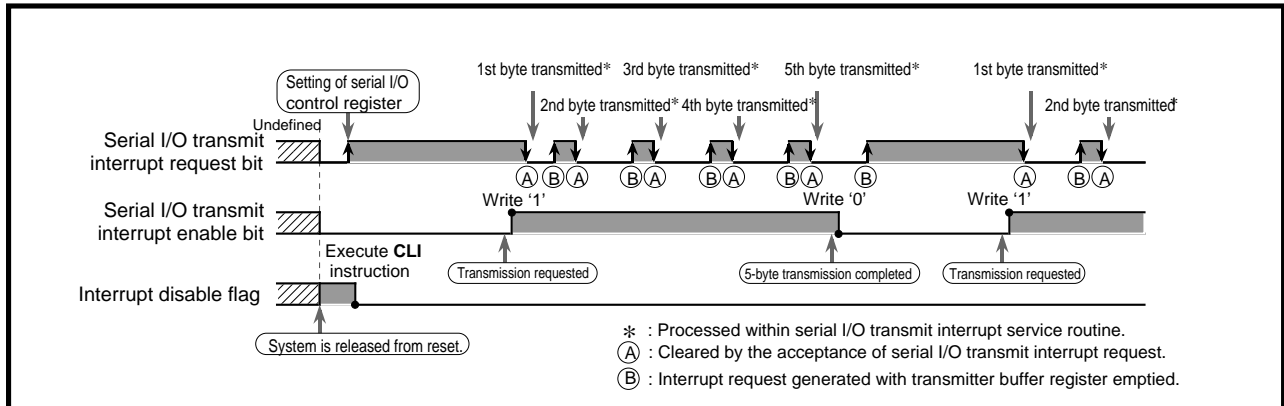 Setting of serial I/O
control register
1st byte transmitted*
3rd byte transmitted*
5th byte transmitted*
1st byte transmitted*
2nd byte transmitted*
4th byte transmitted*
2nd byte transmitted*
Undefined
Serial I/O transmit
interrupt request bit
A B A B A B A B A B A B A
Write ‘1’
Write ‘0’
Write ‘1’
Serial I/O transmit
interrupt enable bit
Execute CLI
instruction
Transmission requested
5-byte transmission completed
Transmission requested
Interrupt disable flag
System is released from reset.
* : Processed within serial I/O transmit interrupt service routine.
A : Cleared by the acceptance of serial I/O transmit interrupt request.
B : Interrupt request generated with transmitter buffer register emptied.